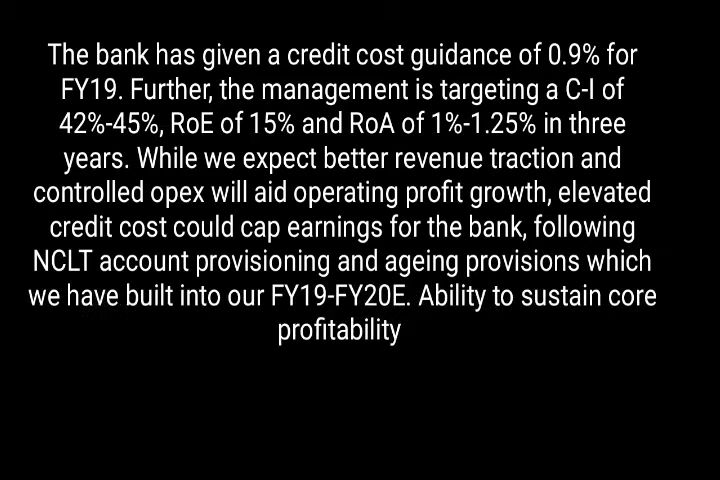 The bank has given a credit cost guidance of 0.9% for
FY19. Further, the management is targeting a C-I of
42%-45%, RoE of 15% and RoA of 1%-1.25% in three
years. While we expect better revenue traction and
controlled opex will aid operating profit growth, elevated
credit cost could cap earnings for the bank, following
NCLT account provisioning and ageing provisions which
we have built into our FY19-FY20E. Ability to sustain core
profitability